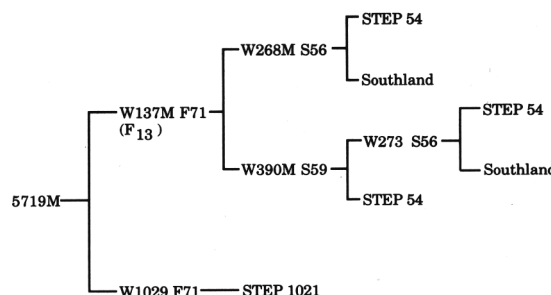 STEP 54
W268M S56
Southland
W137M F71
(F13)
STEP 54
W273 S56
W390M S59
Southland
STEP 54
5719M
W1029 F71
STEP 1021